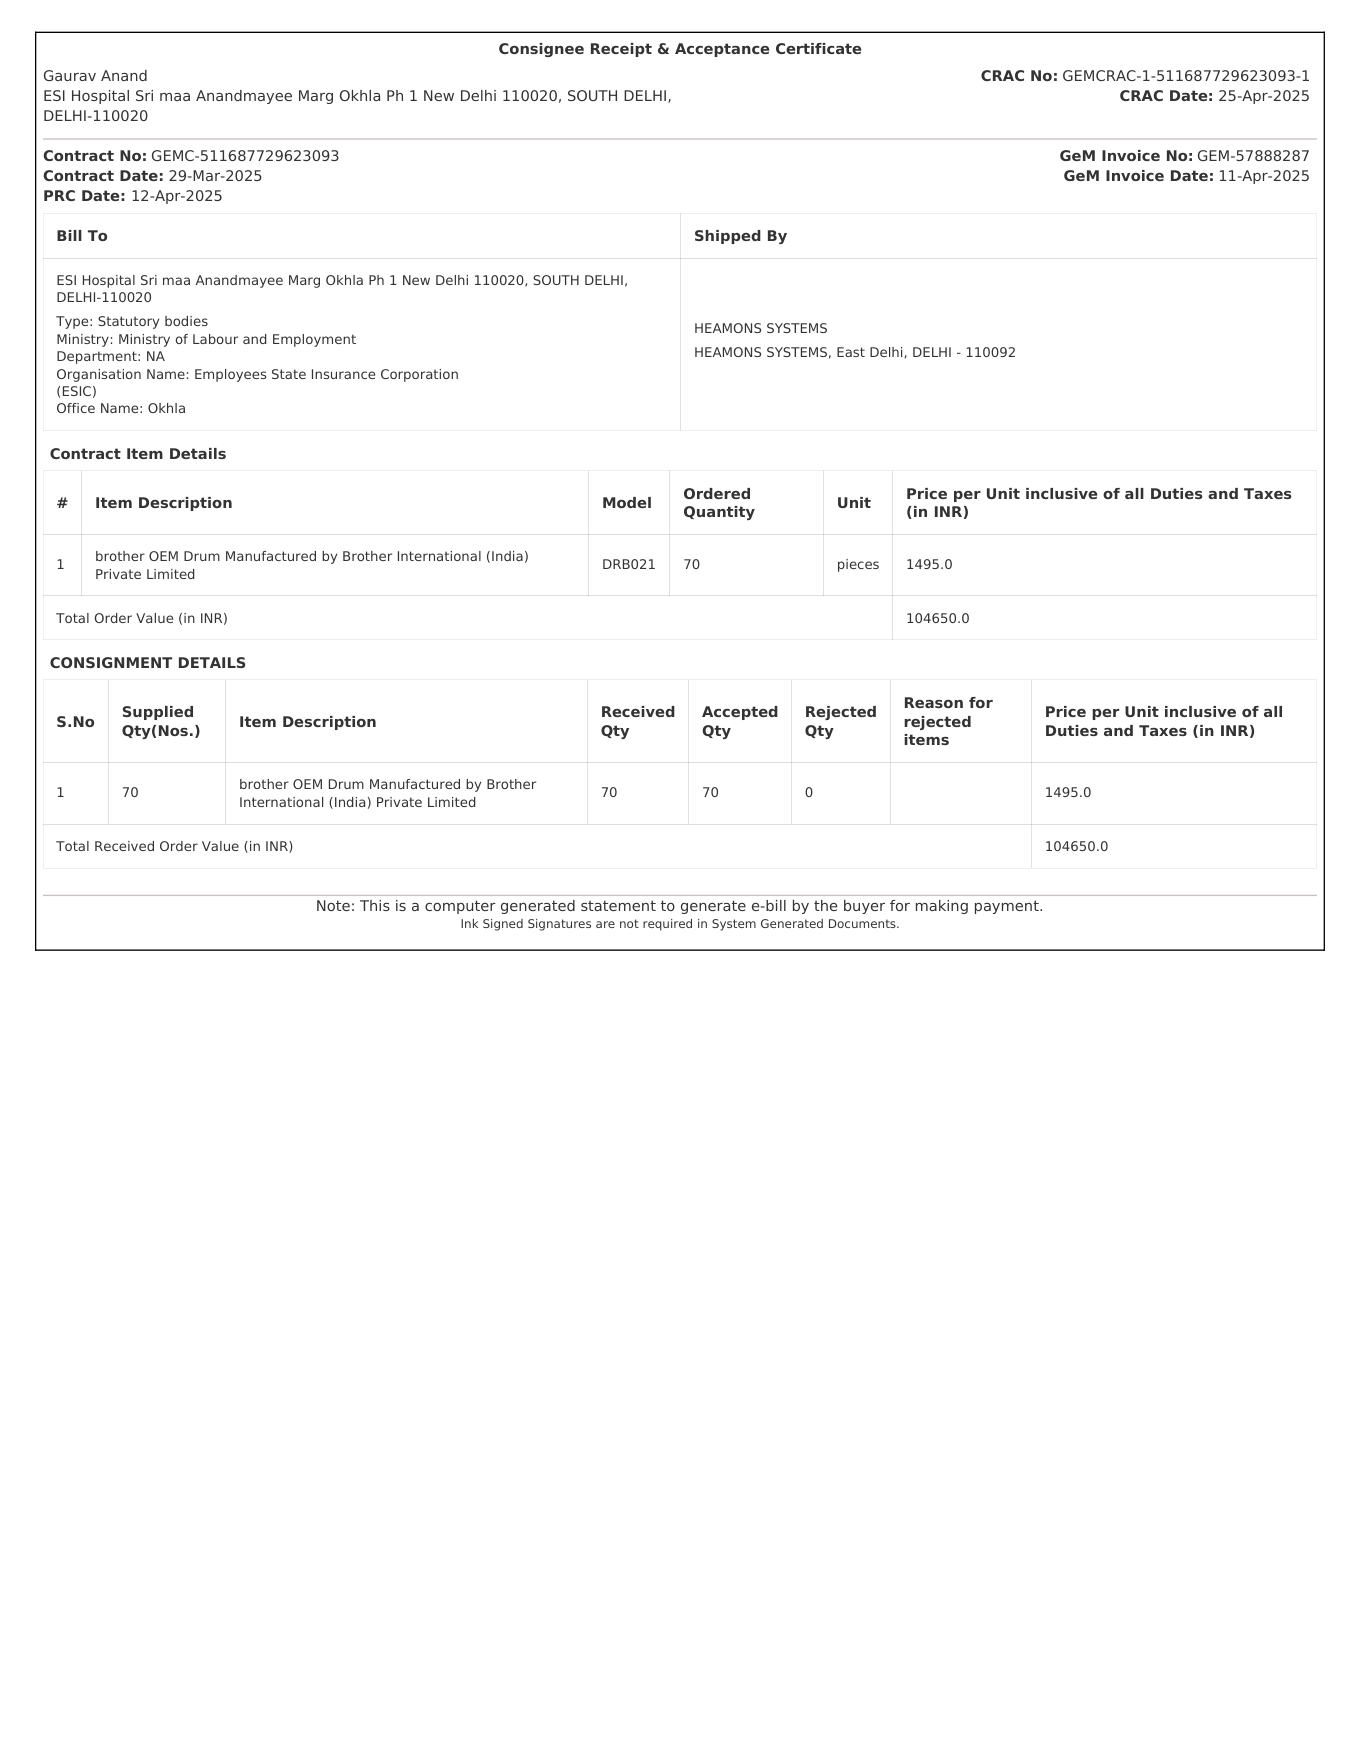 Consignee Receipt & Acceptance Certificate
Gaurav Anand
ESI Hospital Sri maa Anandmayee Marg Okhla Ph 1 New Delhi 110020, SOUTH DELHI,
DELHI-110020
CRAC No: GEMCRAC-1-511687729623093-1
CRAC Date: 25-Apr-2025
Contract No: GEMC-511687729623093
Contract Date: 29-Mar-2025
PRC Date: 12-Apr-2025
GeM Invoice No: GEM-57888287
GeM Invoice Date: 11-Apr-2025
Bill To
Shipped By
ESI Hospital Sri maa Anandmayee Marg Okhla Ph 1 New Delhi 110020, SOUTH DELHI,
DELHI-110020
Type: Statutory bodies
Ministry: Ministry of Labour and Employment
Department: NA
Organisation Name: Employees State Insurance Corporation
(ESIC)
Office Name: Okhla
HEAMONS SYSTEMS
HEAMONS SYSTEMS, East Delhi, DELHI - 110092
Contract Item Details
# Item Description Model Ordered Quantity Unit Price per Unit inclusive of all Duties and Taxes (in INR)
1 brother OEM Drum Manufactured by Brother International (India) Private Limited DRB021 70 pieces 1495.0
Total Order Value (in INR) 104650.0
CONSIGNMENT DETAILS
S.No Supplied Qty(Nos.) Item Description Received Qty Accepted Qty Rejected Qty Reason for rejected items Price per Unit inclusive of all Duties and Taxes (in INR)
1 70 brother OEM Drum Manufactured by Brother International (India) Private Limited 70 70 0 1495.0
Total Received Order Value (in INR) 104650.0
Note: This is a computer generated statement to generate e-bill by the buyer for making payment.
Ink Signed Signatures are not required in System Generated Documents.